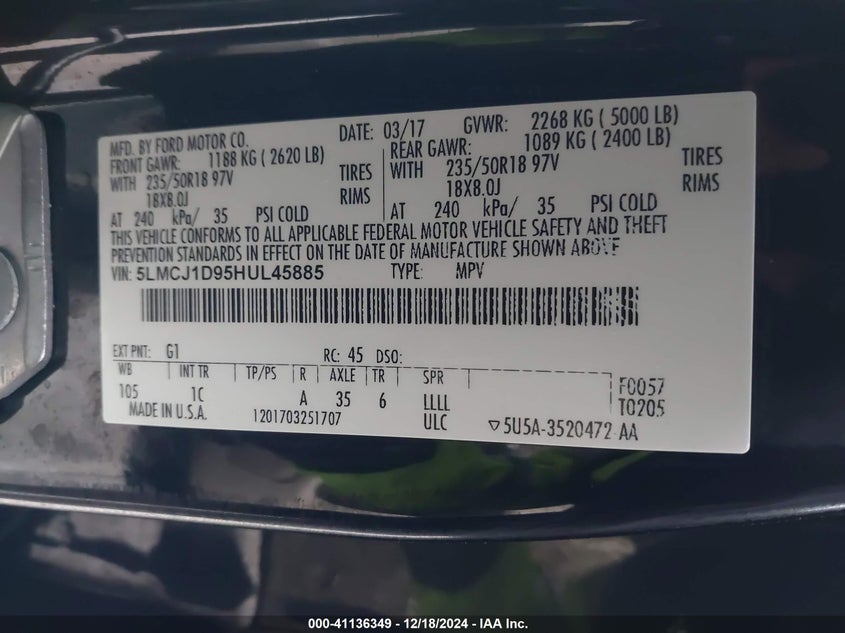 MFD. BY FORD MOTOR CO. DATE: 03/17 GVWR: 2268 KG ( 5000 LB)
FRONT GAWR: 1188 KG ( 2620 LB) REAR GAWR: 1089 KG ( 2400 LB)
WITH 235/50R18 97V TIRES WITH 235/50R18 97V TIRES
18X8.0J RIMS 18X8.0J RIMS
AT 240 kPa/ 35 PSI COLD AT 240 kPa/ 35 PSI COLD
THIS VEHICLE CONFORMS TO ALL APPLICABLE FEDERAL MOTOR VEHICLE SAFETY AND THEFT
PREVENTION STANDARDS IN EFFECT ON THE DATE OF MANUFACTURE SHOWN ABOVE
VIN: 5LMCJ1D95HUL45885 TYPE: MPV
EXT PNT: G1 RC: 45 DSO:
WB INT TR TP/PS R AXLE TR SPR F0057
105 1C A 35 6 LLLL T0205
MADE IN U.S.A. 1201703251707 ULC ▽5U5A-3520472 AA
000-41136349 - 12/18/2024 - IAA Inc.